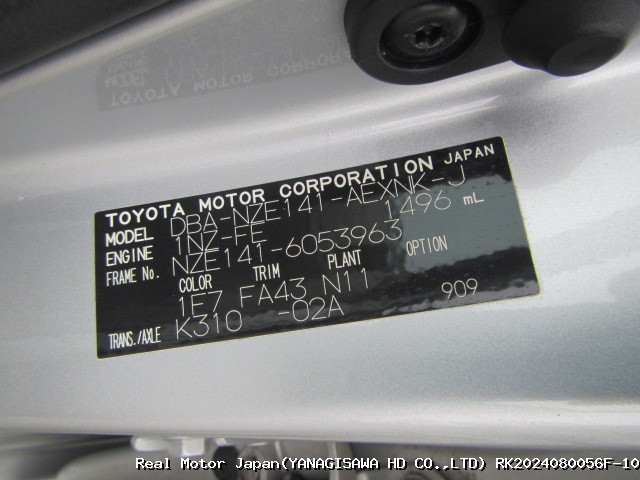 TOYOTA MOTOR CORPORATION JAPAN
MODEL DBA-NZE141-AEXNK-J
ENGINE 1NZ-FE 1496 mL
FRAME No. NZE141-6053963
COLOR TRIM PLANT OPTION
1E7 FA43 N11
TRANS./AXLE K310 -02A 909
Real Motor Japan(YANAGISAWA HD CO.,LTD) RK2024080056F-10